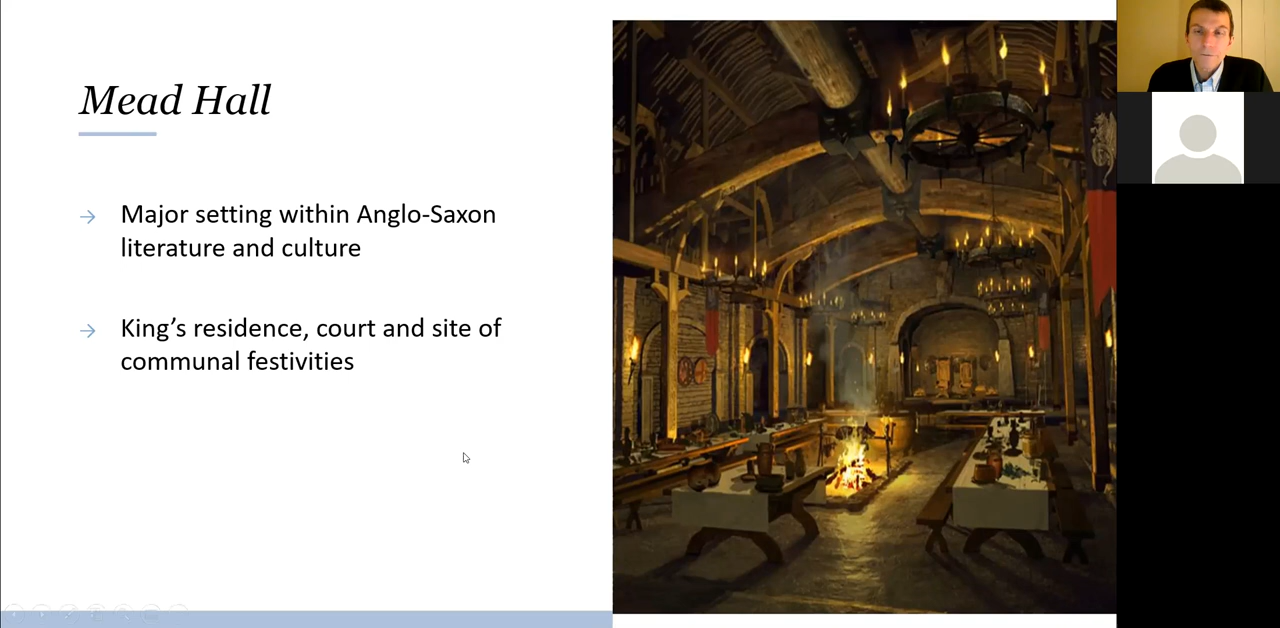 Mead Hall
→ Major setting within Anglo-Saxon
literature and culture
→ King’s residence, court and site of
communal festivities